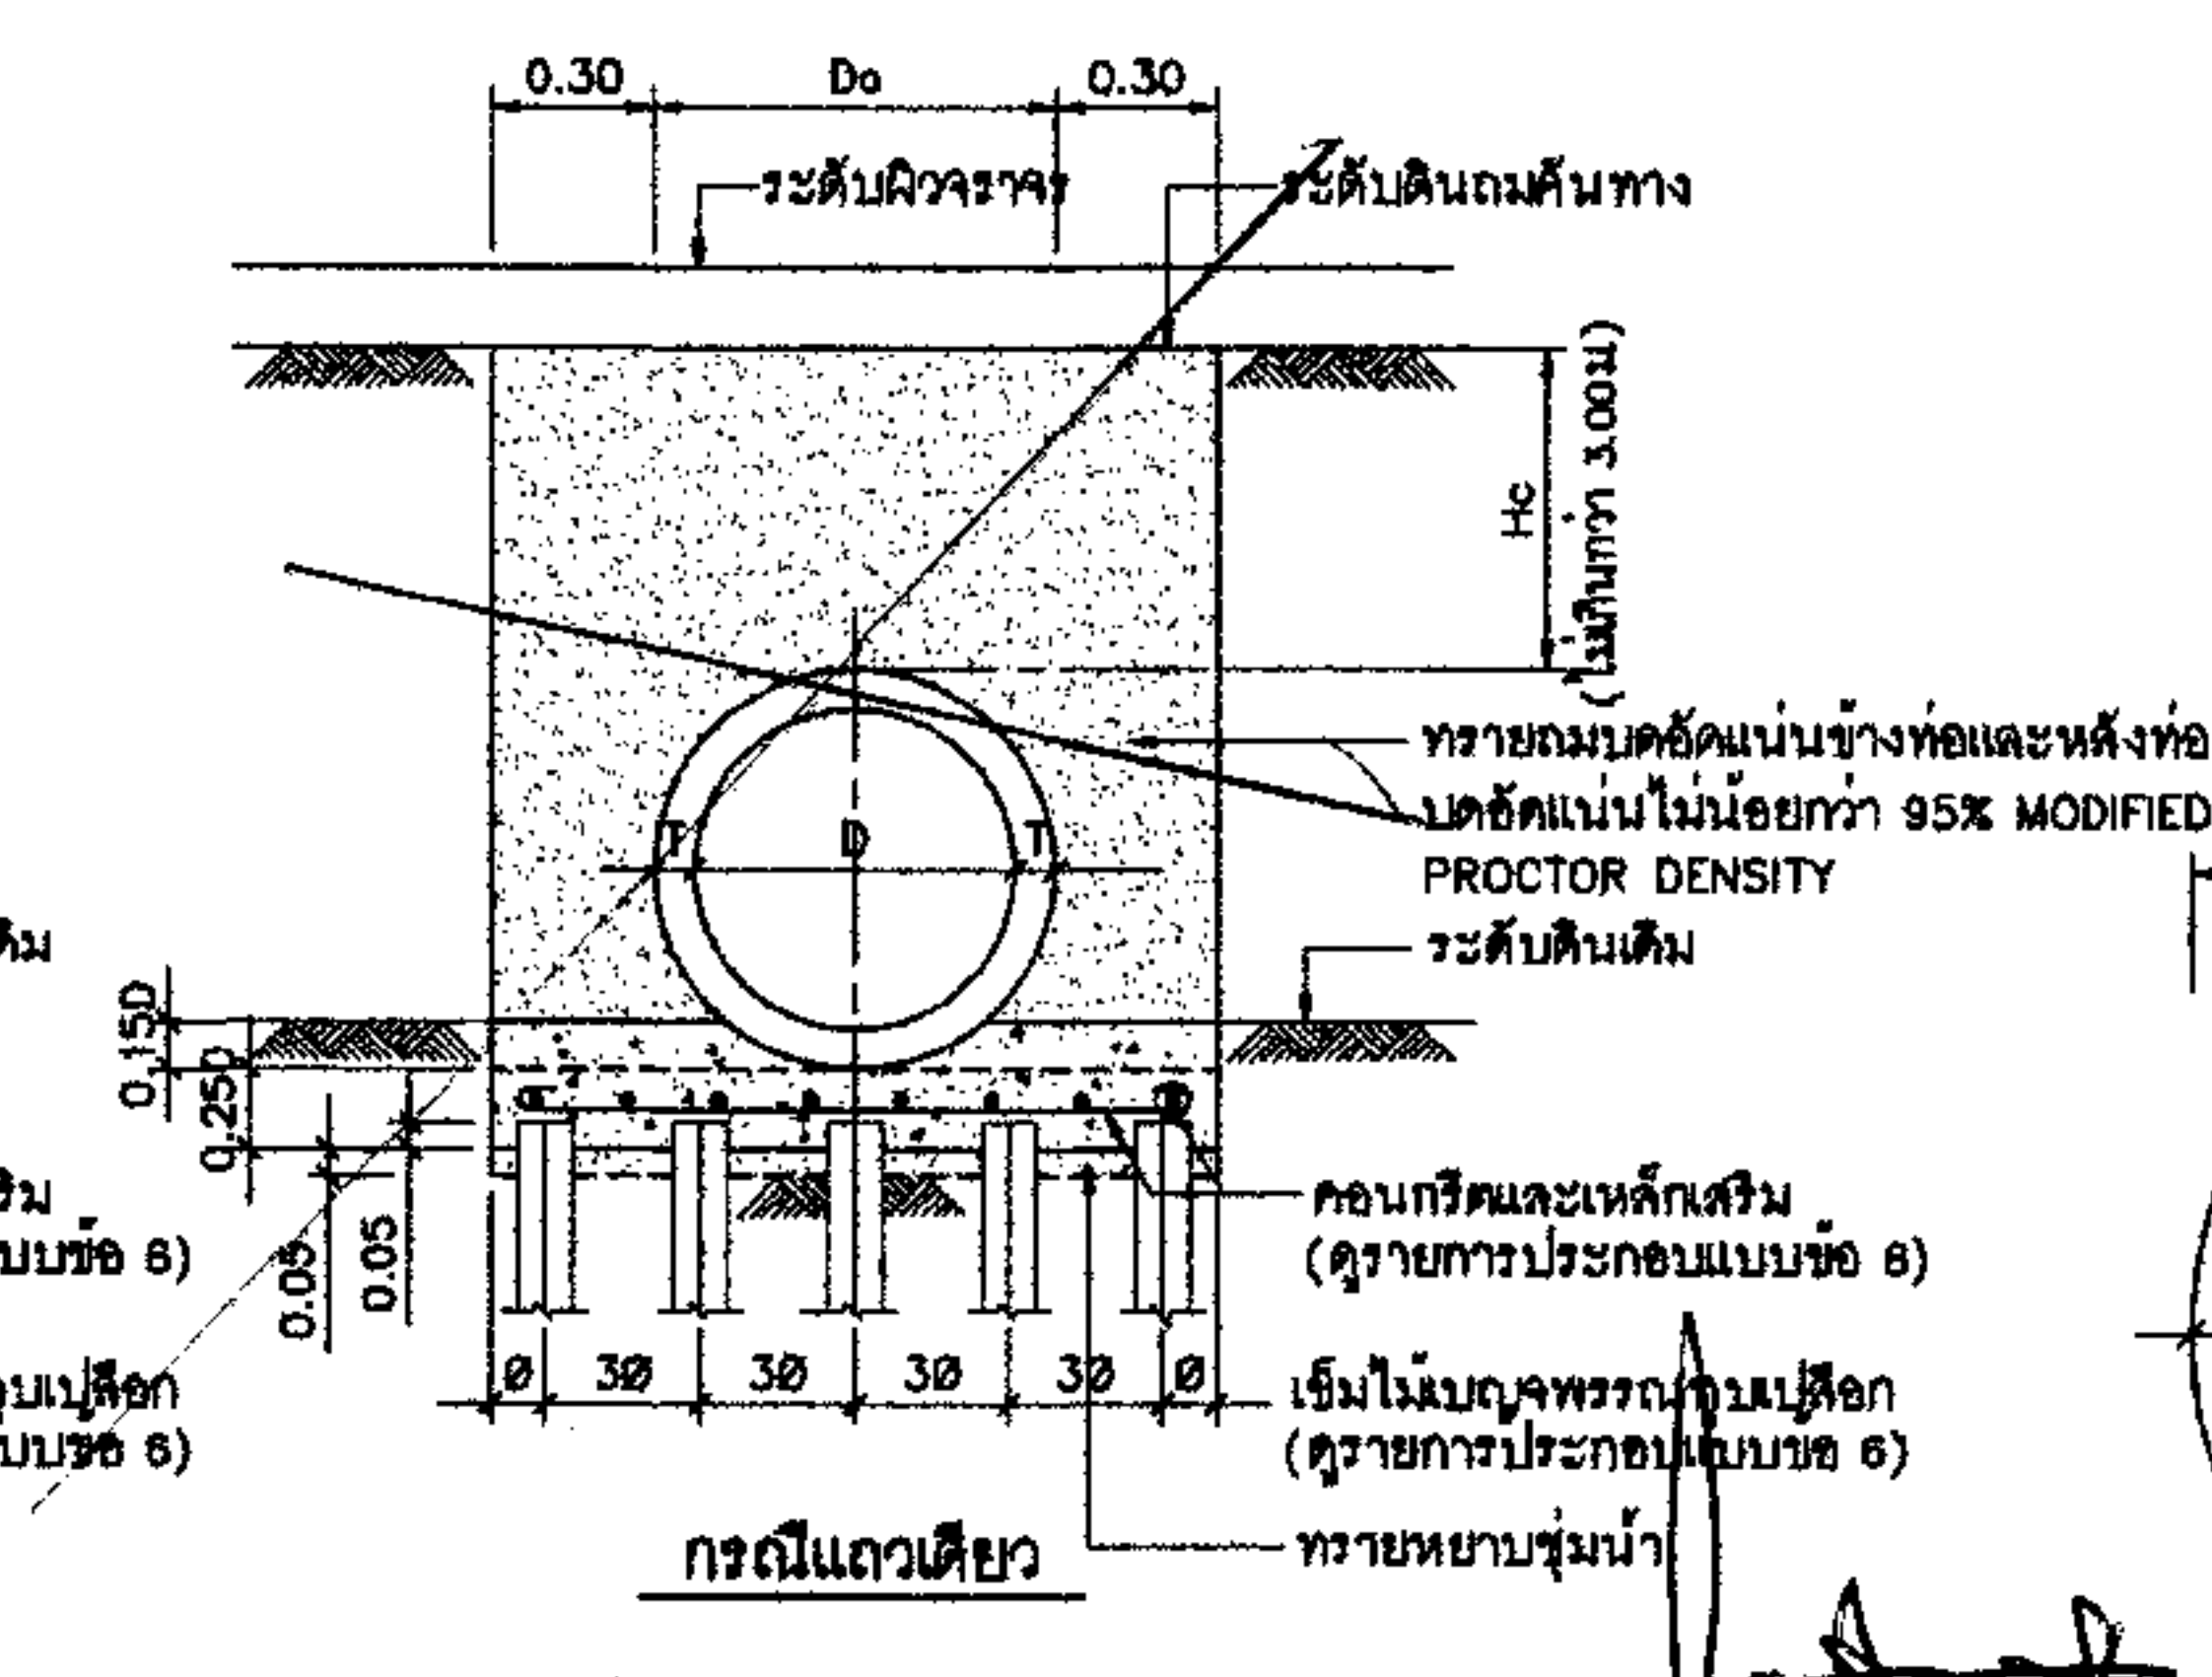 0.30 Do 0.30
ระดับผิวจราจร
ระดับดินถมคันทาง
Hc
(ไม่เกินกว่า 3.00ม)
ทรายถมบดอัดแน่นข้างท่อและหลังท่อ
บดอัดแน่นไม่น้อยกว่า 95% MODIFIED
PROCTOR DENSITY
T D T
ระดับดินเดิม
0.15D
0.25D
0.05
0.05
คอนกรีตและเหล็กเสริม
(ดูรายการประกอบแบบข้อ 6)
Ø 3Ø 3Ø 3Ø 3Ø Ø
เข็มไม้เบญจพรรณทุบเปลือก
(ดูรายการประกอบแบบข้อ 6)
ทรายหยาบชุ่มน้ำ
กรณีแถวเดียว